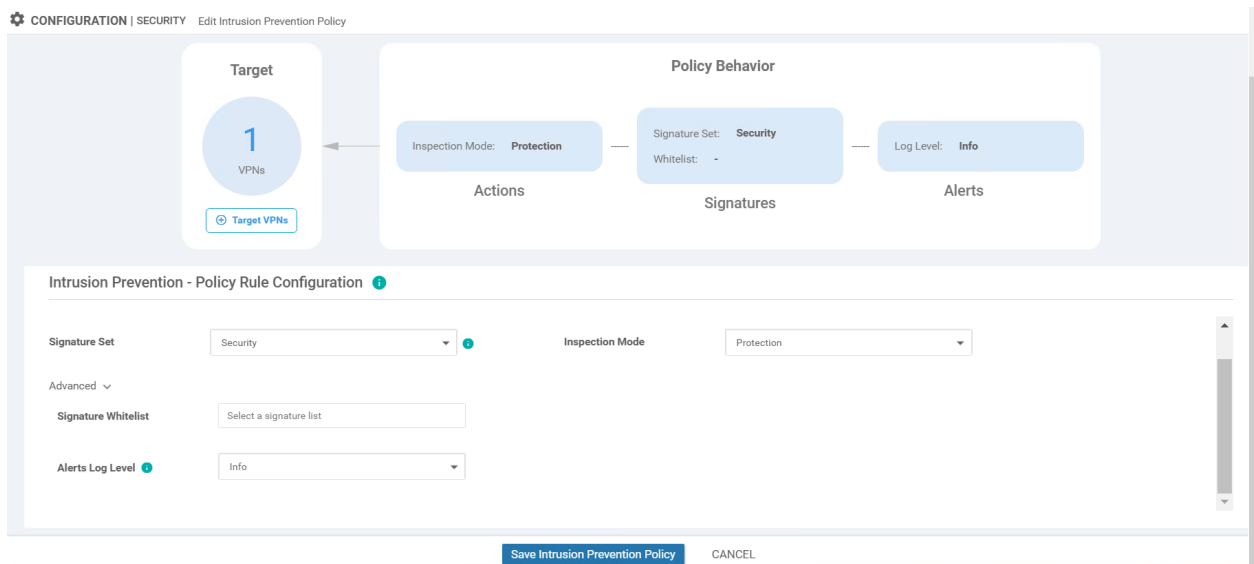 CONFIGURATION | SECURITY Edit Intrusion Prevention Policy
Target
1
VPNs
Target VPNs
Policy Behavior
Inspection Mode: Protection
Actions
Signature Set: Security
Whitelist: -
Signatures
Log Level: Info
Alerts
Intrusion Prevention - Policy Rule Configuration
Signature Set Security Inspection Mode Protection
Advanced
Signature Whitelist Select a signature list
Alerts Log Level Info
Save Intrusion Prevention Policy CANCEL